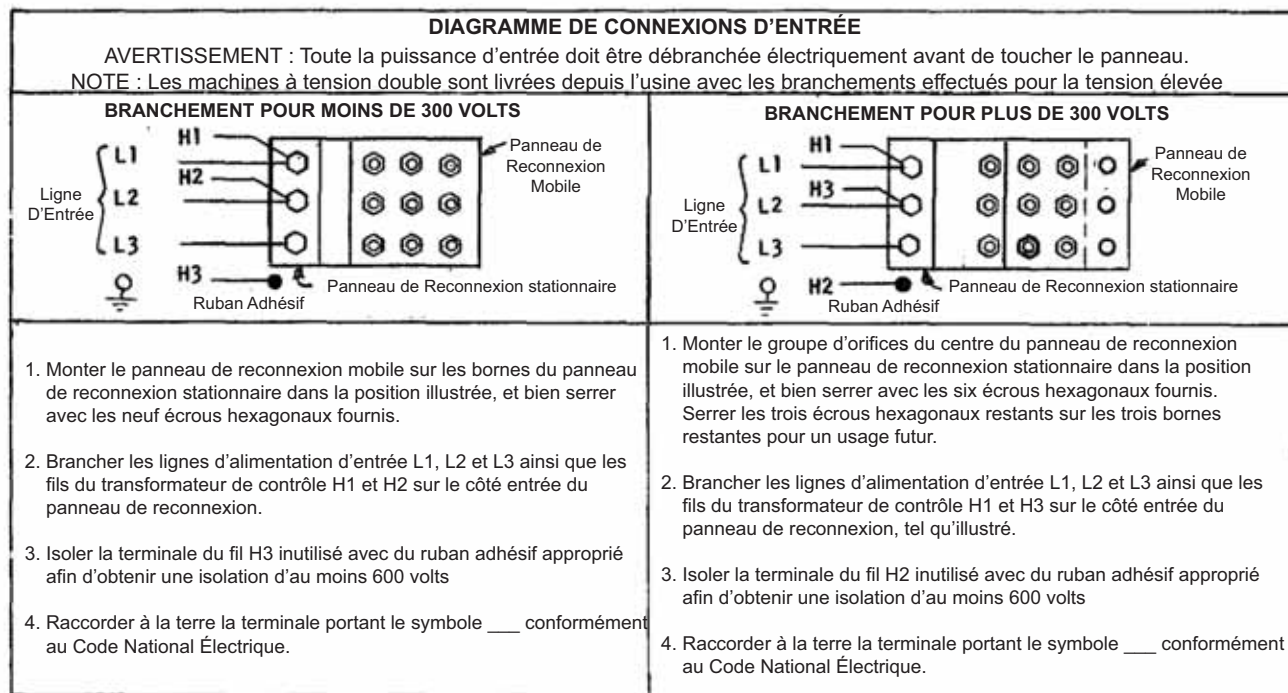 DIAGRAMME DE CONNEXIONS D'ENTRÉE
AVERTISSEMENT : Toute la puissance d'entrée doit être débranchée électriquement avant de toucher le panneau.
NOTE : Les machines à tension double sont livrées depuis l'usine avec les branchements effectués pour la tension élevée
BRANCHEMENT POUR MOINS DE 300 VOLTS
H1
L1
H2
L2
L3
H3
Ligne
D'Entrée
Panneau de
Reconnexion
Mobile
Panneau de Reconnexion stationnaire
Ruban Adhésif
1. Monter le panneau de reconnexion mobile sur les bornes du panneau
de reconnexion stationnaire dans la position illustrée, et bien serrer
avec les neuf écrous hexagonaux fournis.
2. Brancher les lignes d'alimentation d'entrée L1, L2 et L3 ainsi que les
fils du transformateur de contrôle H1 et H2 sur le côté entrée du
panneau de reconnexion.
3. Isoler la terminale du fil H3 inutilisé avec du ruban adhésif approprié
afin d'obtenir une isolation d'au moins 600 volts
4. Raccorder à la terre la terminale portant le symbole ___ conformément
au Code National Électrique.
BRANCHEMENT POUR PLUS DE 300 VOLTS
H1
L1
H3
L2
L3
H2
Ligne
D'Entrée
Panneau de
Reconnexion
Mobile
Panneau de Reconnexion stationnaire
Ruban Adhésif
1. Monter le groupe d'orifices du centre du panneau de reconnexion
mobile sur le panneau de reconnexion stationnaire dans la position
illustrée, et bien serrer avec les six écrous hexagonaux fournis.
Serrer les trois écrous hexagonaux restants sur les trois bornes
restantes pour un usage futur.
2. Brancher les lignes d'alimentation d'entrée L1, L2 et L3 ainsi que les
fils du transformateur de contrôle H1 et H3 sur le côté entrée du
panneau de reconnexion, tel qu'illustré.
3. Isoler la terminale du fil H2 inutilisé avec du ruban adhésif approprié
afin d'obtenir une isolation d'au moins 600 volts
4. Raccorder à la terre la terminale portant le symbole ___ conformément
au Code National Électrique.